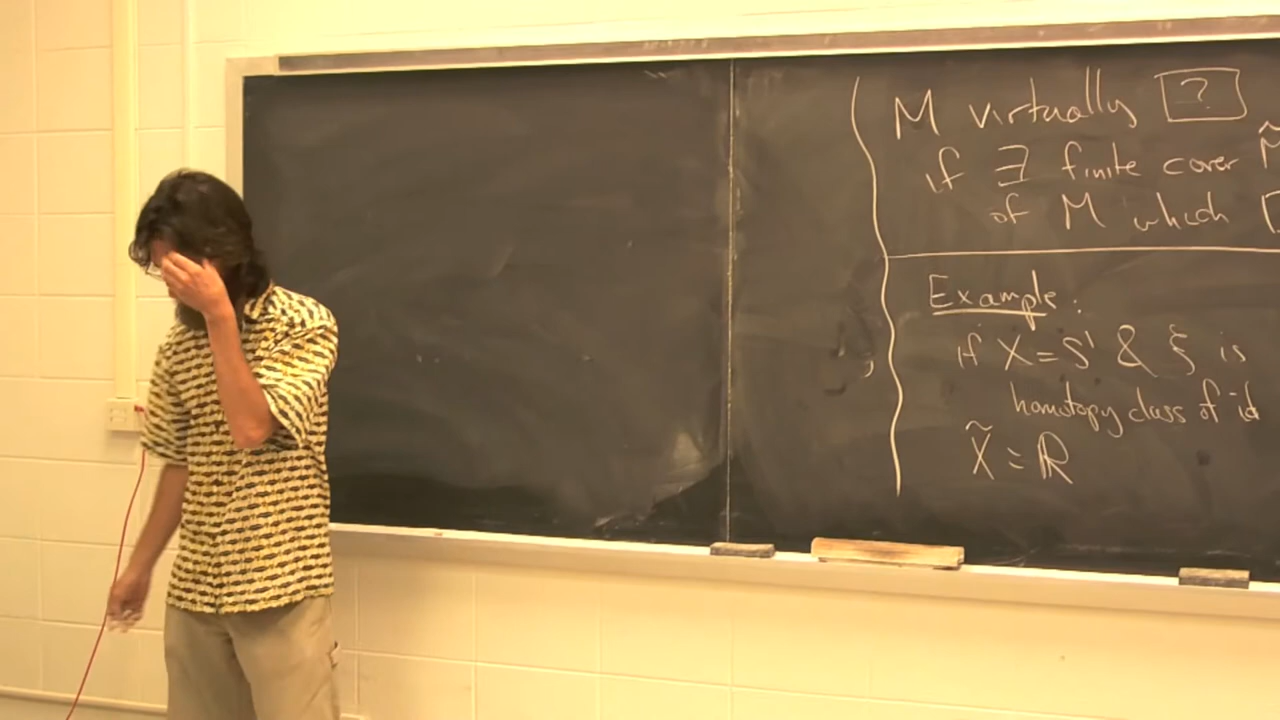 M virtually ?
if ∃ finite cover M̃
of M which
Example:
if X = S¹ & ξ is
homotopy class of id
X̃ = ℝ